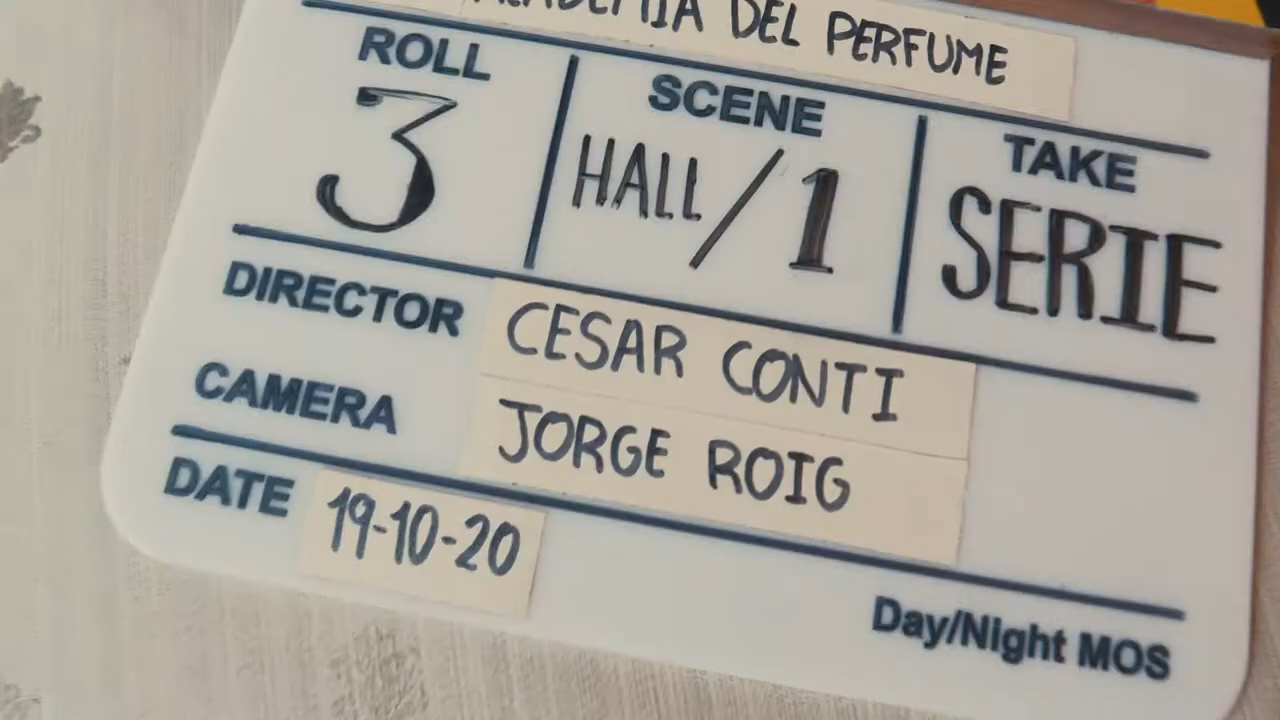 DEL PERFUME
ROLL SCENE TAKE
3 HALL/1 SERIE
DIRECTOR CESAR CONTI
CAMERA JORGE ROIG
DATE 19-10-20
Day/Night MOS